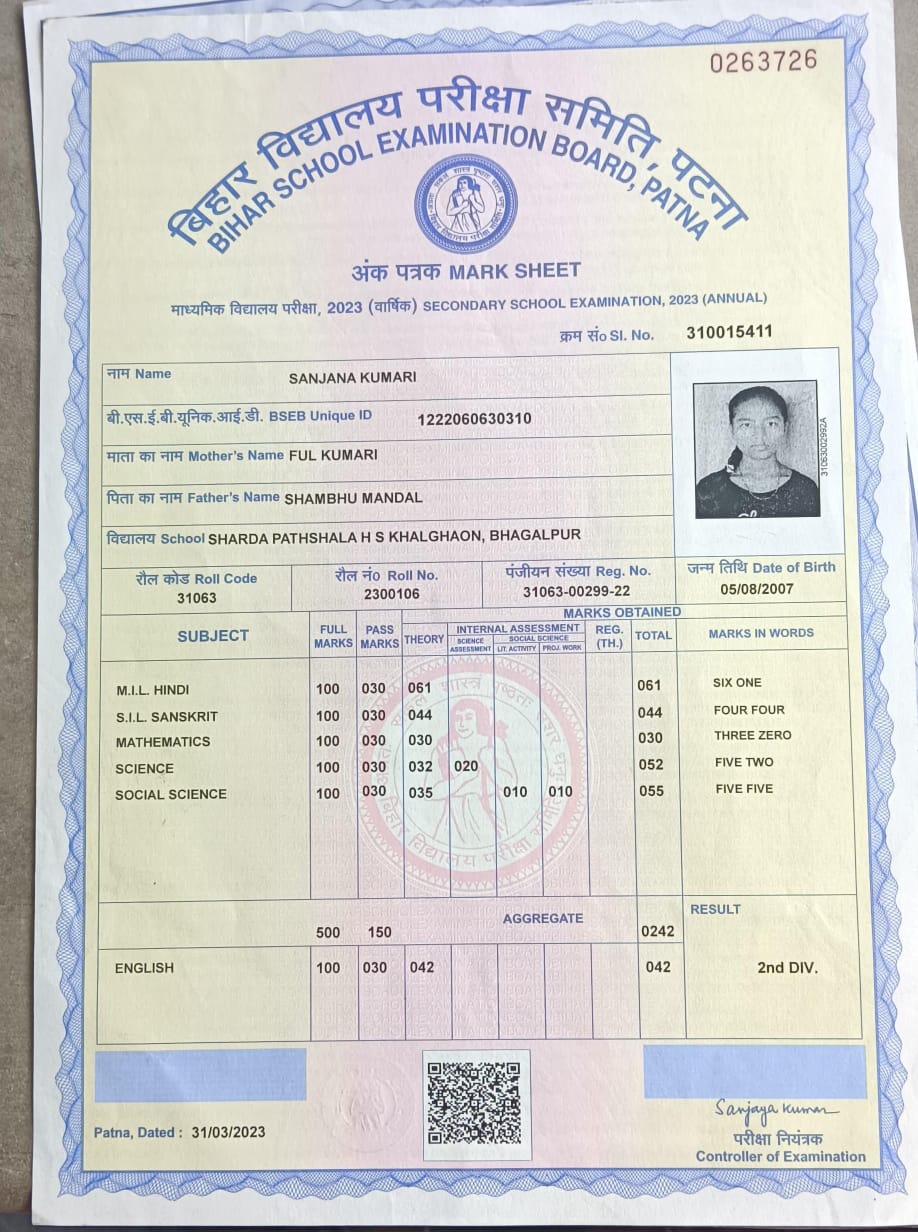 0263726
बिहार विद्यालय परीक्षा समिति, पटना
BIHAR SCHOOL EXAMINATION BOARD, PATNA
अंक पत्रक MARK SHEET
माध्यमिक विद्यालय परीक्षा, 2023 (वार्षिक) SECONDARY SCHOOL EXAMINATION, 2023 (ANNUAL)
क्रम सं० Sl. No. 310015411
नाम Name SANJANA KUMARI
बी.एस.ई.बी.यूनिक.आई.डी. BSEB Unique ID 1222060630310
माता का नाम Mother's Name FUL KUMARI
पिता का नाम Father's Name SHAMBHU MANDAL
विद्यालय School SHARDA PATHSHALA H S KHALGHAON, BHAGALPUR
31063002992A
रौल कोड Roll Code रौल नं० Roll No. पंजीयन संख्या Reg. No. जन्म तिथि Date of Birth
31063 2300106 31063-00299-22 05/08/2007
MARKS OBTAINED
SUBJECT FULL MARKS PASS MARKS THEORY INTERNAL ASSESSMENT REG. (TH.) TOTAL MARKS IN WORDS
SCIENCE ASSESSMENT SOCIAL SCIENCE LIT. ACTIVITY PROJ. WORK
M.I.L. HINDI 100 030 061 061 SIX ONE
S.I.L. SANSKRIT 100 030 044 044 FOUR FOUR
MATHEMATICS 100 030 030 030 THREE ZERO
SCIENCE 100 030 032 020 052 FIVE TWO
SOCIAL SCIENCE 100 030 035 010 010 055 FIVE FIVE
बिहार विद्यालय परीक्षा समिति
AGGREGATE RESULT
500 150 0242
ENGLISH 100 030 042 042 2nd DIV.
Patna, Dated : 31/03/2023
Sanjaya Kumar
परीक्षा नियंत्रक
Controller of Examination